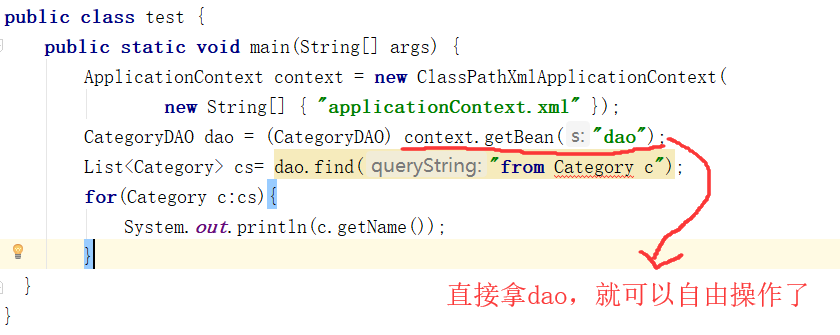 public class test {
public static void main(String[] args) {
ApplicationContext context = new ClassPathXmlApplicationContext(
new String[] { "applicationContext.xml" });
CategoryDAO dao = (CategoryDAO) context.getBean( s: "dao");
List<Category> cs= dao.find( queryString: "from Category c");
for(Category c:cs){
System.out.println(c.getName());
}
}
直接拿dao，就可以自由操作了
}